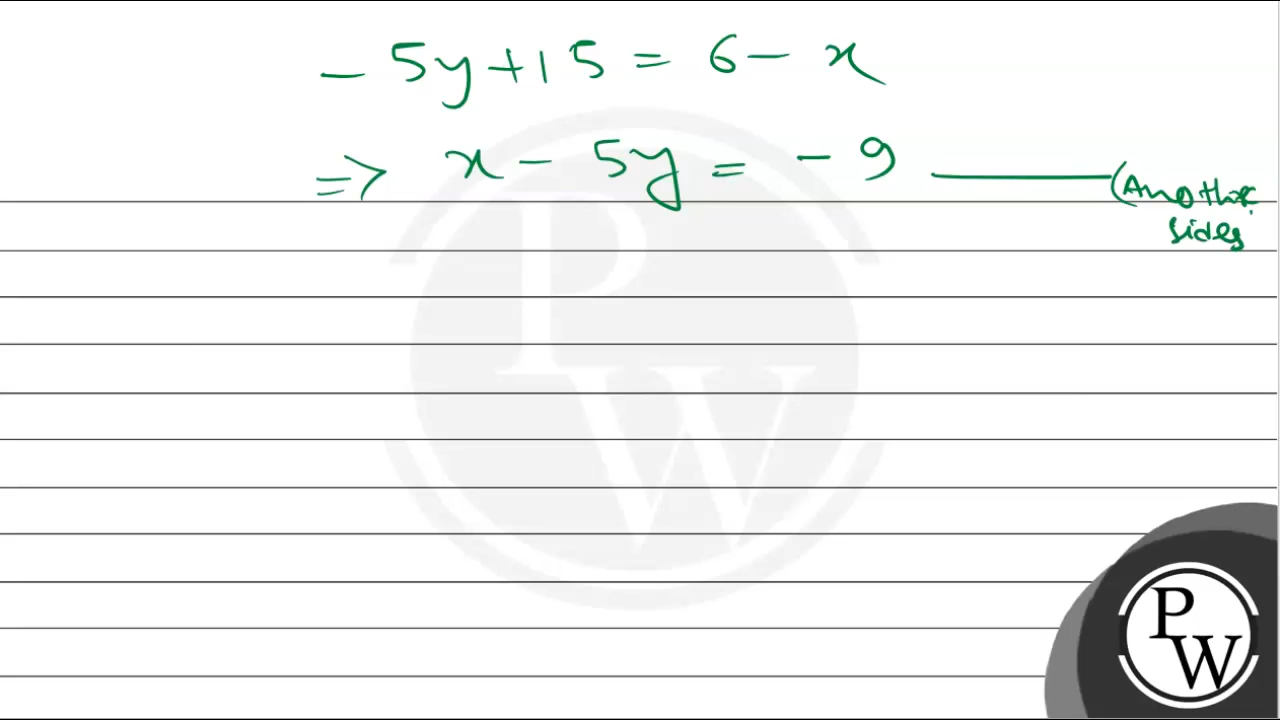 - 5y+15 = 6 - x
=> x - 5y = - 9 ——— (Another
sides
P
W
P
W